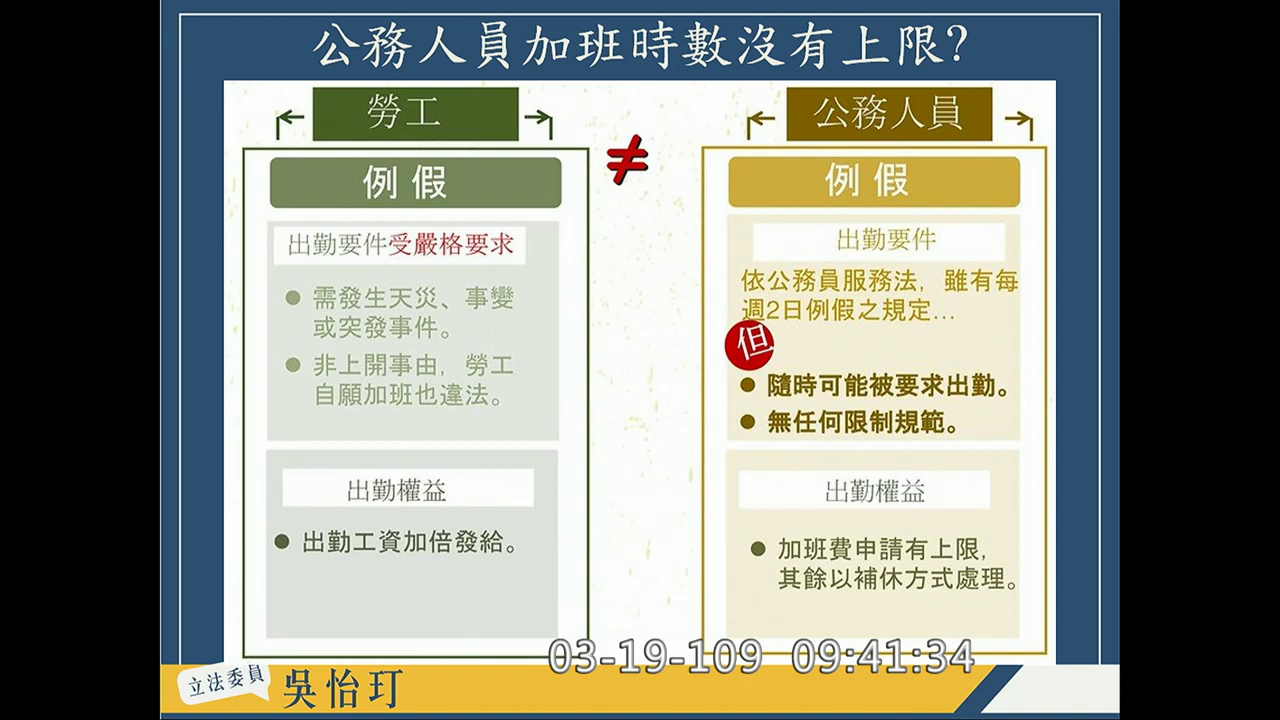 公務人員加班時數沒有上限?
勞工
例假
出勤要件受嚴格要求
● 需發生天災、事變
或突發事件。
● 非上開事由,勞工
自願加班也違法。
出勤權益
● 出勤工資加倍發給。
≠
公務人員
例假
出勤要件
依公務員服務法,雖有每
週2日例假之規定...
但
● 隨時可能被要求出勤。
● 無任何限制規範。
出勤權益
● 加班費申請有上限,
其餘以補休方式處理。
03-19-109 09:41:34
立法委員
吳怡玎